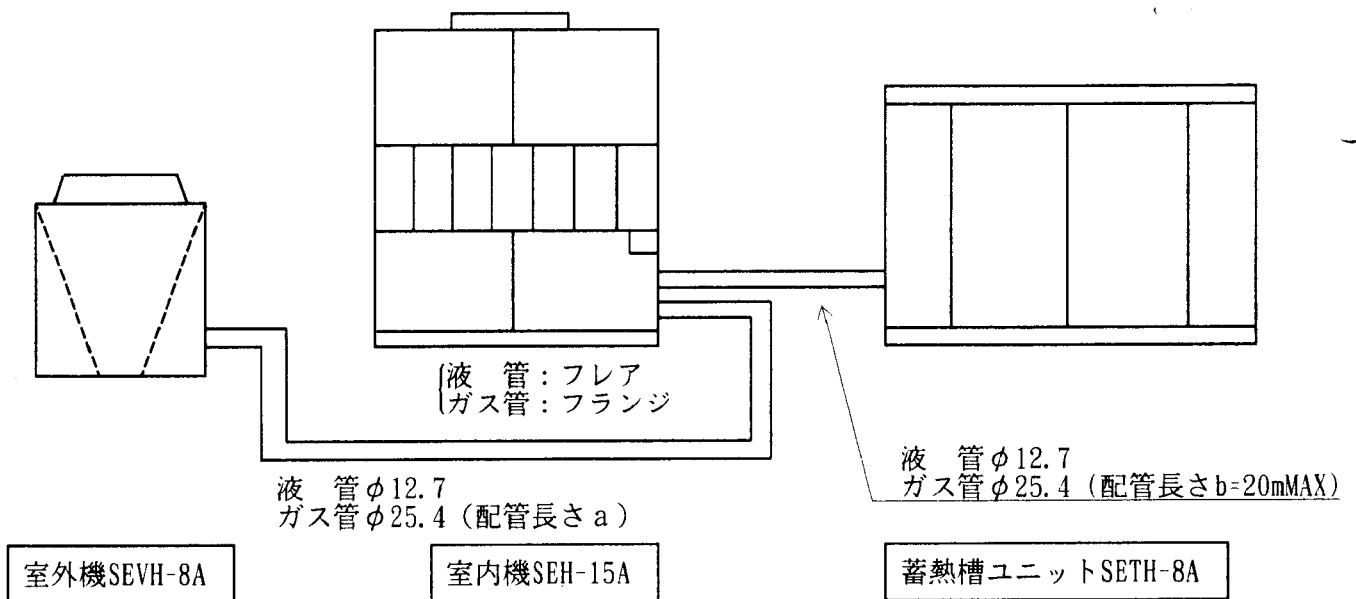 液　管：フレア
ガス管：フランジ
液　管φ12.7
ガス管φ25.4（配管長さa）
液　管φ12.7
ガス管φ25.4（配管長さb=20mMAX）
室外機SEVH-8A
室内機SEH-15A
蓄熱槽ユニットSETH-8A